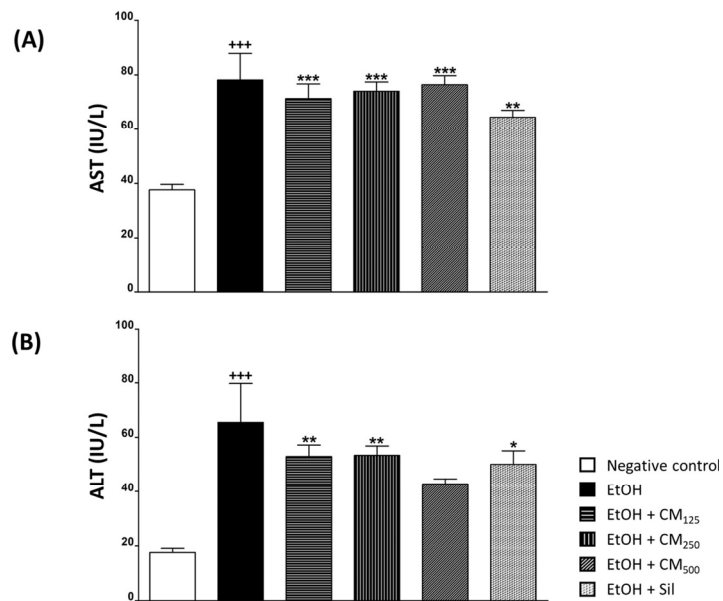 (A)
AST (IU/L)
100
80
60
40
20
0
+++
***
***
***
**
(B)
ALT (IU/L)
100
80
60
40
20
0
+++
**
**
*
Negative control
EtOH
EtOH + CM₁₂₅
EtOH + CM₂₅₀
EtOH + CM₅₀₀
EtOH + Sil